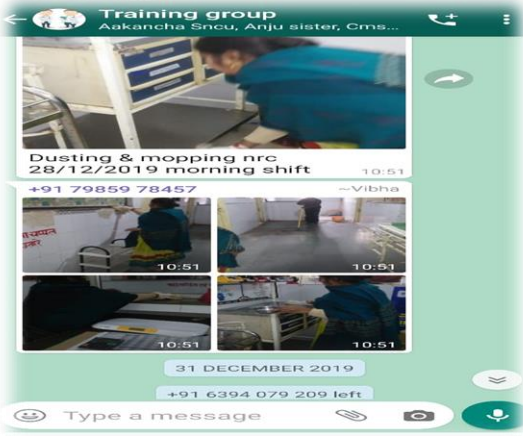 Training group
Aakancha Sncu, Anju sister, Cms...
Dusting & mopping nrc
28/12/2019 morning shift 10:51
+91 79859 78457 ~Vibha
10:51 10:51
10:51 10:51
31 DECEMBER 2019
+91 6394 079 209 left
Type a message